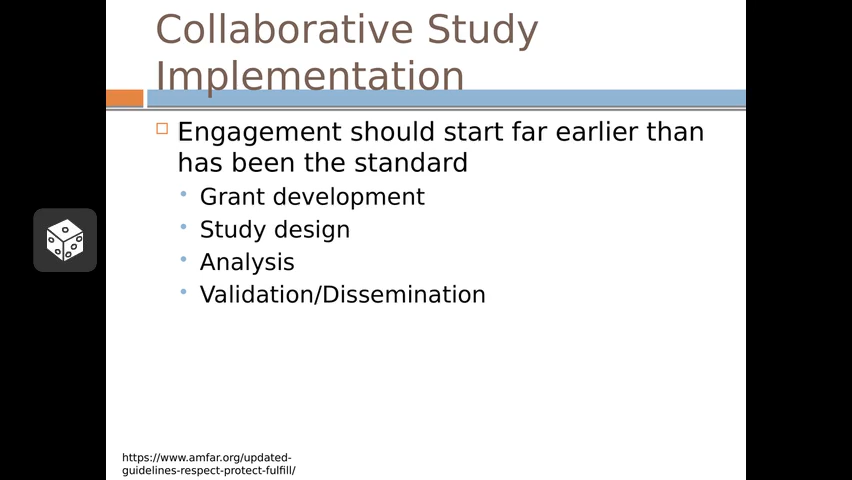 Collaborative Study
Implementation
Engagement should start far earlier than
has been the standard
Grant development
Study design
Analysis
Validation/Dissemination
https://www.amfar.org/updated-
guidelines-respect-protect-fulfill/